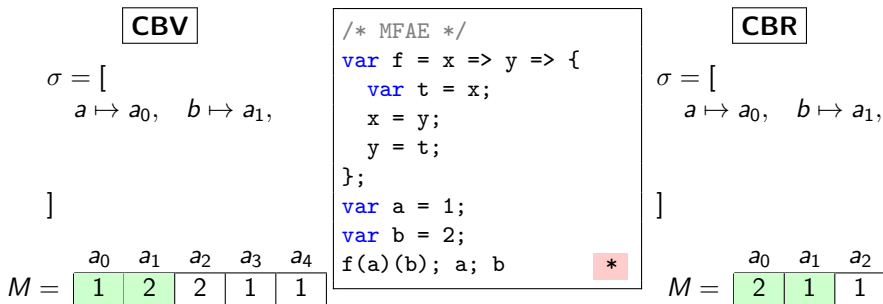 CBV
σ = [
a ↦ a₀, b ↦ a₁,
]
a₀ a₁ a₂ a₃ a₄
M = 1 2 2 1 1
/* MFAE */
var f = x => y => {
  var t = x;
  x = y;
  y = t;
};
var a = 1;
var b = 2;
f(a)(b); a; b *
CBR
σ = [
a ↦ a₀, b ↦ a₁,
]
a₀ a₁ a₂
M = 2 1 1